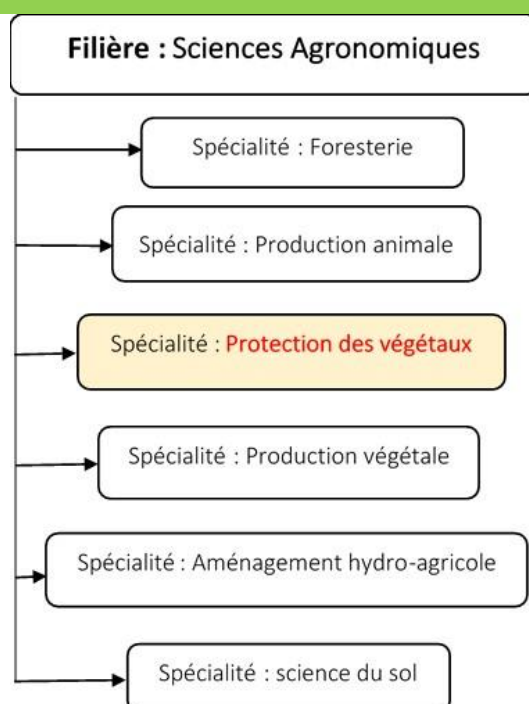 Filière : Sciences Agronomiques
Spécialité : Foresterie
Spécialité : Production animale
Spécialité : Protection des végétaux
Spécialité : Production végétale
Spécialité : Aménagement hydro-agricole
Spécialité : science du sol